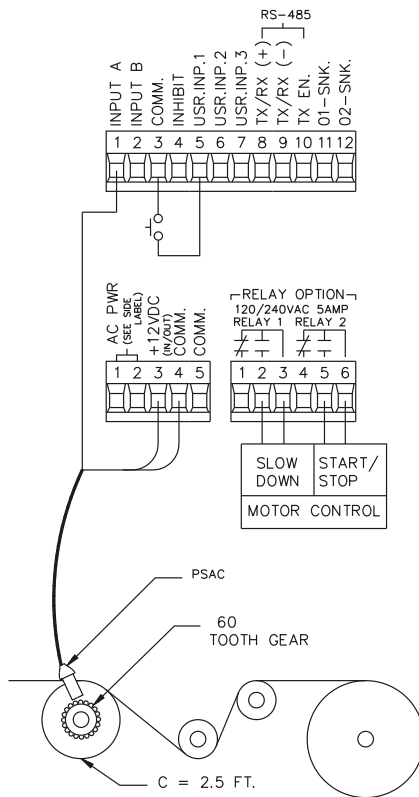 RS-485
INPUT A
INPUT B
COMM.
INHIBIT
USR.INP.1
USR.INP.2
USR.INP.3
TX/RX (+)
TX/RX (-)
TX EN.
O1-SNK.
O2-SNK.
1 2 3 4 5 6 7 8 9 10 11 12
AC PWR
(SEE SIDE
LABEL)
+12VDC
(IN/OUT)
COMM.
COMM.
1 2 3 4 5
RELAY OPTION
120/240VAC 5AMP
RELAY 1 RELAY 2
1 2 3 4 5 6
SLOW
DOWN
START/
STOP
MOTOR CONTROL
PSAC
60
TOOTH GEAR
C = 2.5 FT.